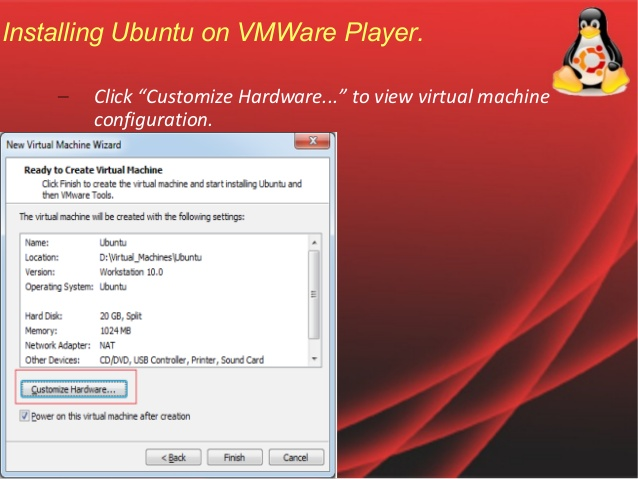 Installing Ubuntu on VMWare Player.
– Click “Customize Hardware...” to view virtual machine
configuration.
New Virtual Machine Wizard
Ready to Create Virtual Machine
Click Finish to create the virtual machine and start installing Ubuntu and
then VMware Tools.
The virtual machine will be created with the following settings:
Name: Ubuntu
Location: D:\Virtual_Machines\Ubuntu
Version: Workstation 10.0
Operating System: Ubuntu
Hard Disk: 20 GB, Split
Memory: 1024 MB
Network Adapter: NAT
Other Devices: CD/DVD, USB Controller, Printer, Sound Card
Customize Hardware...
Power on this virtual machine after creation
< Back Finish Cancel